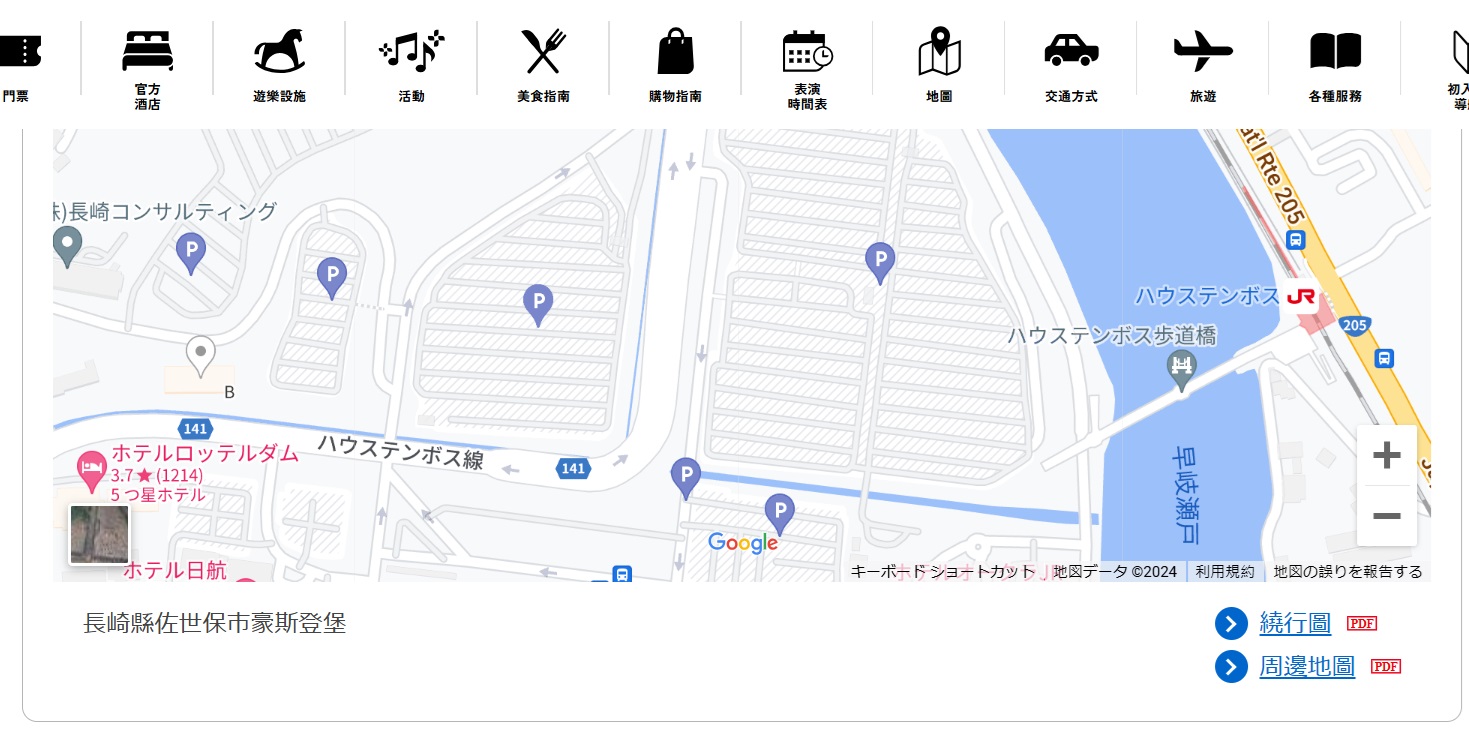 門票
官方
酒店
遊樂設施
活動
美食指南
購物指南
表演
時間表
地圖
交通方式
旅遊
各種服務
初入
at'l Rte 205
株)長崎コンサルティング
P
P
P
P
ハウステンボス JR
205
ハウステンボス歩道橋
B
141
ハウステンボス線
141
ホテルロッテルダム
3.7★(1214)
5 つ星ホテル
P
P
早岐瀬戸
+
−
Google
ホテル日航
キーボード ショートカット
地図データ ©2024
利用規約
地図の誤りを報告する
長崎縣佐世保市豪斯登堡
繞行圖 PDF
周邊地圖 PDF